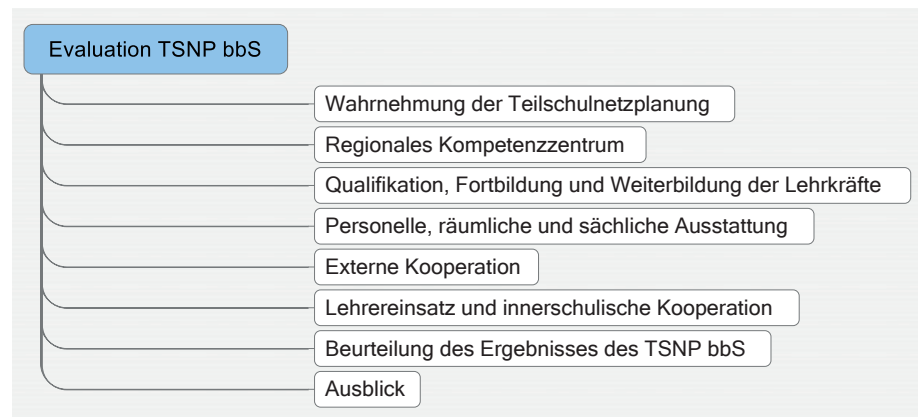 Evaluation TSNP bbS
Wahrnehmung der Teilschulnetzplanung
Regionales Kompetenzzentrum
Qualifikation, Fortbildung und Weiterbildung der Lehrkräfte
Personelle, räumliche und sächliche Ausstattung
Externe Kooperation
Lehrereinsatz und innerschulische Kooperation
Beurteilung des Ergebnisses des TSNP bbS
Ausblick